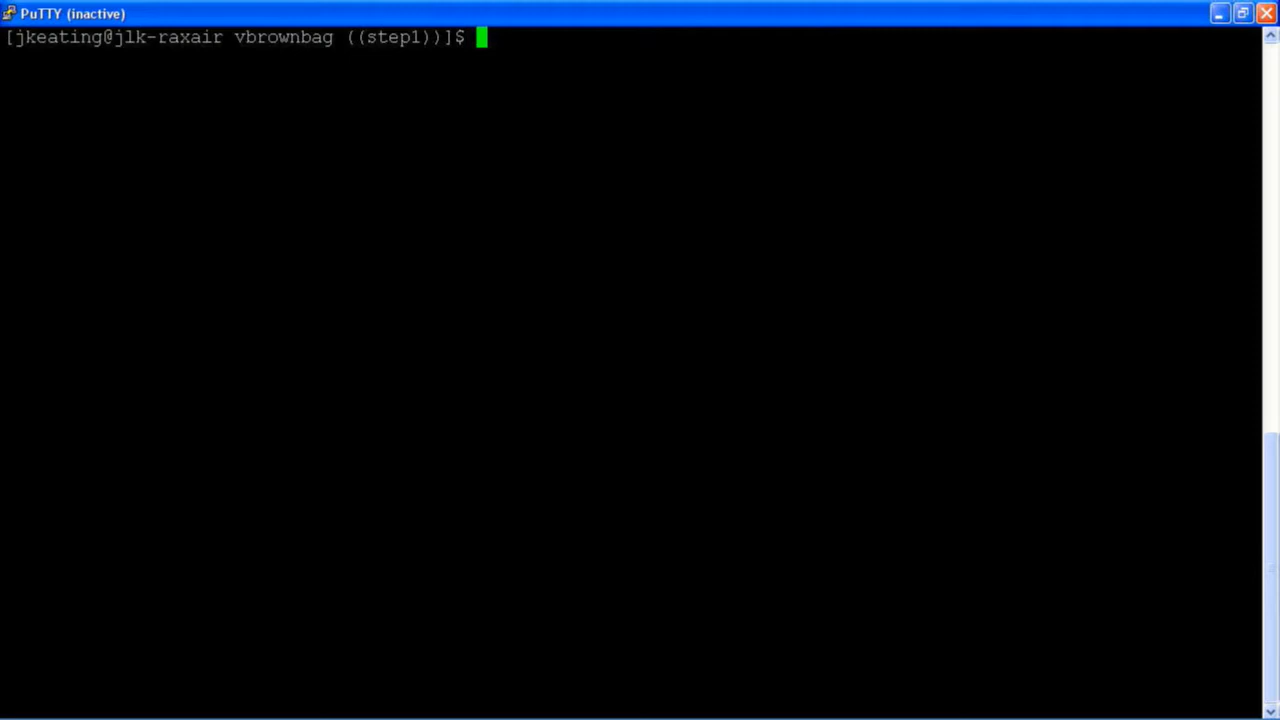 PuTTY (inactive)
[jkeating@jlk-raxair vbrownbag ((step1))]$